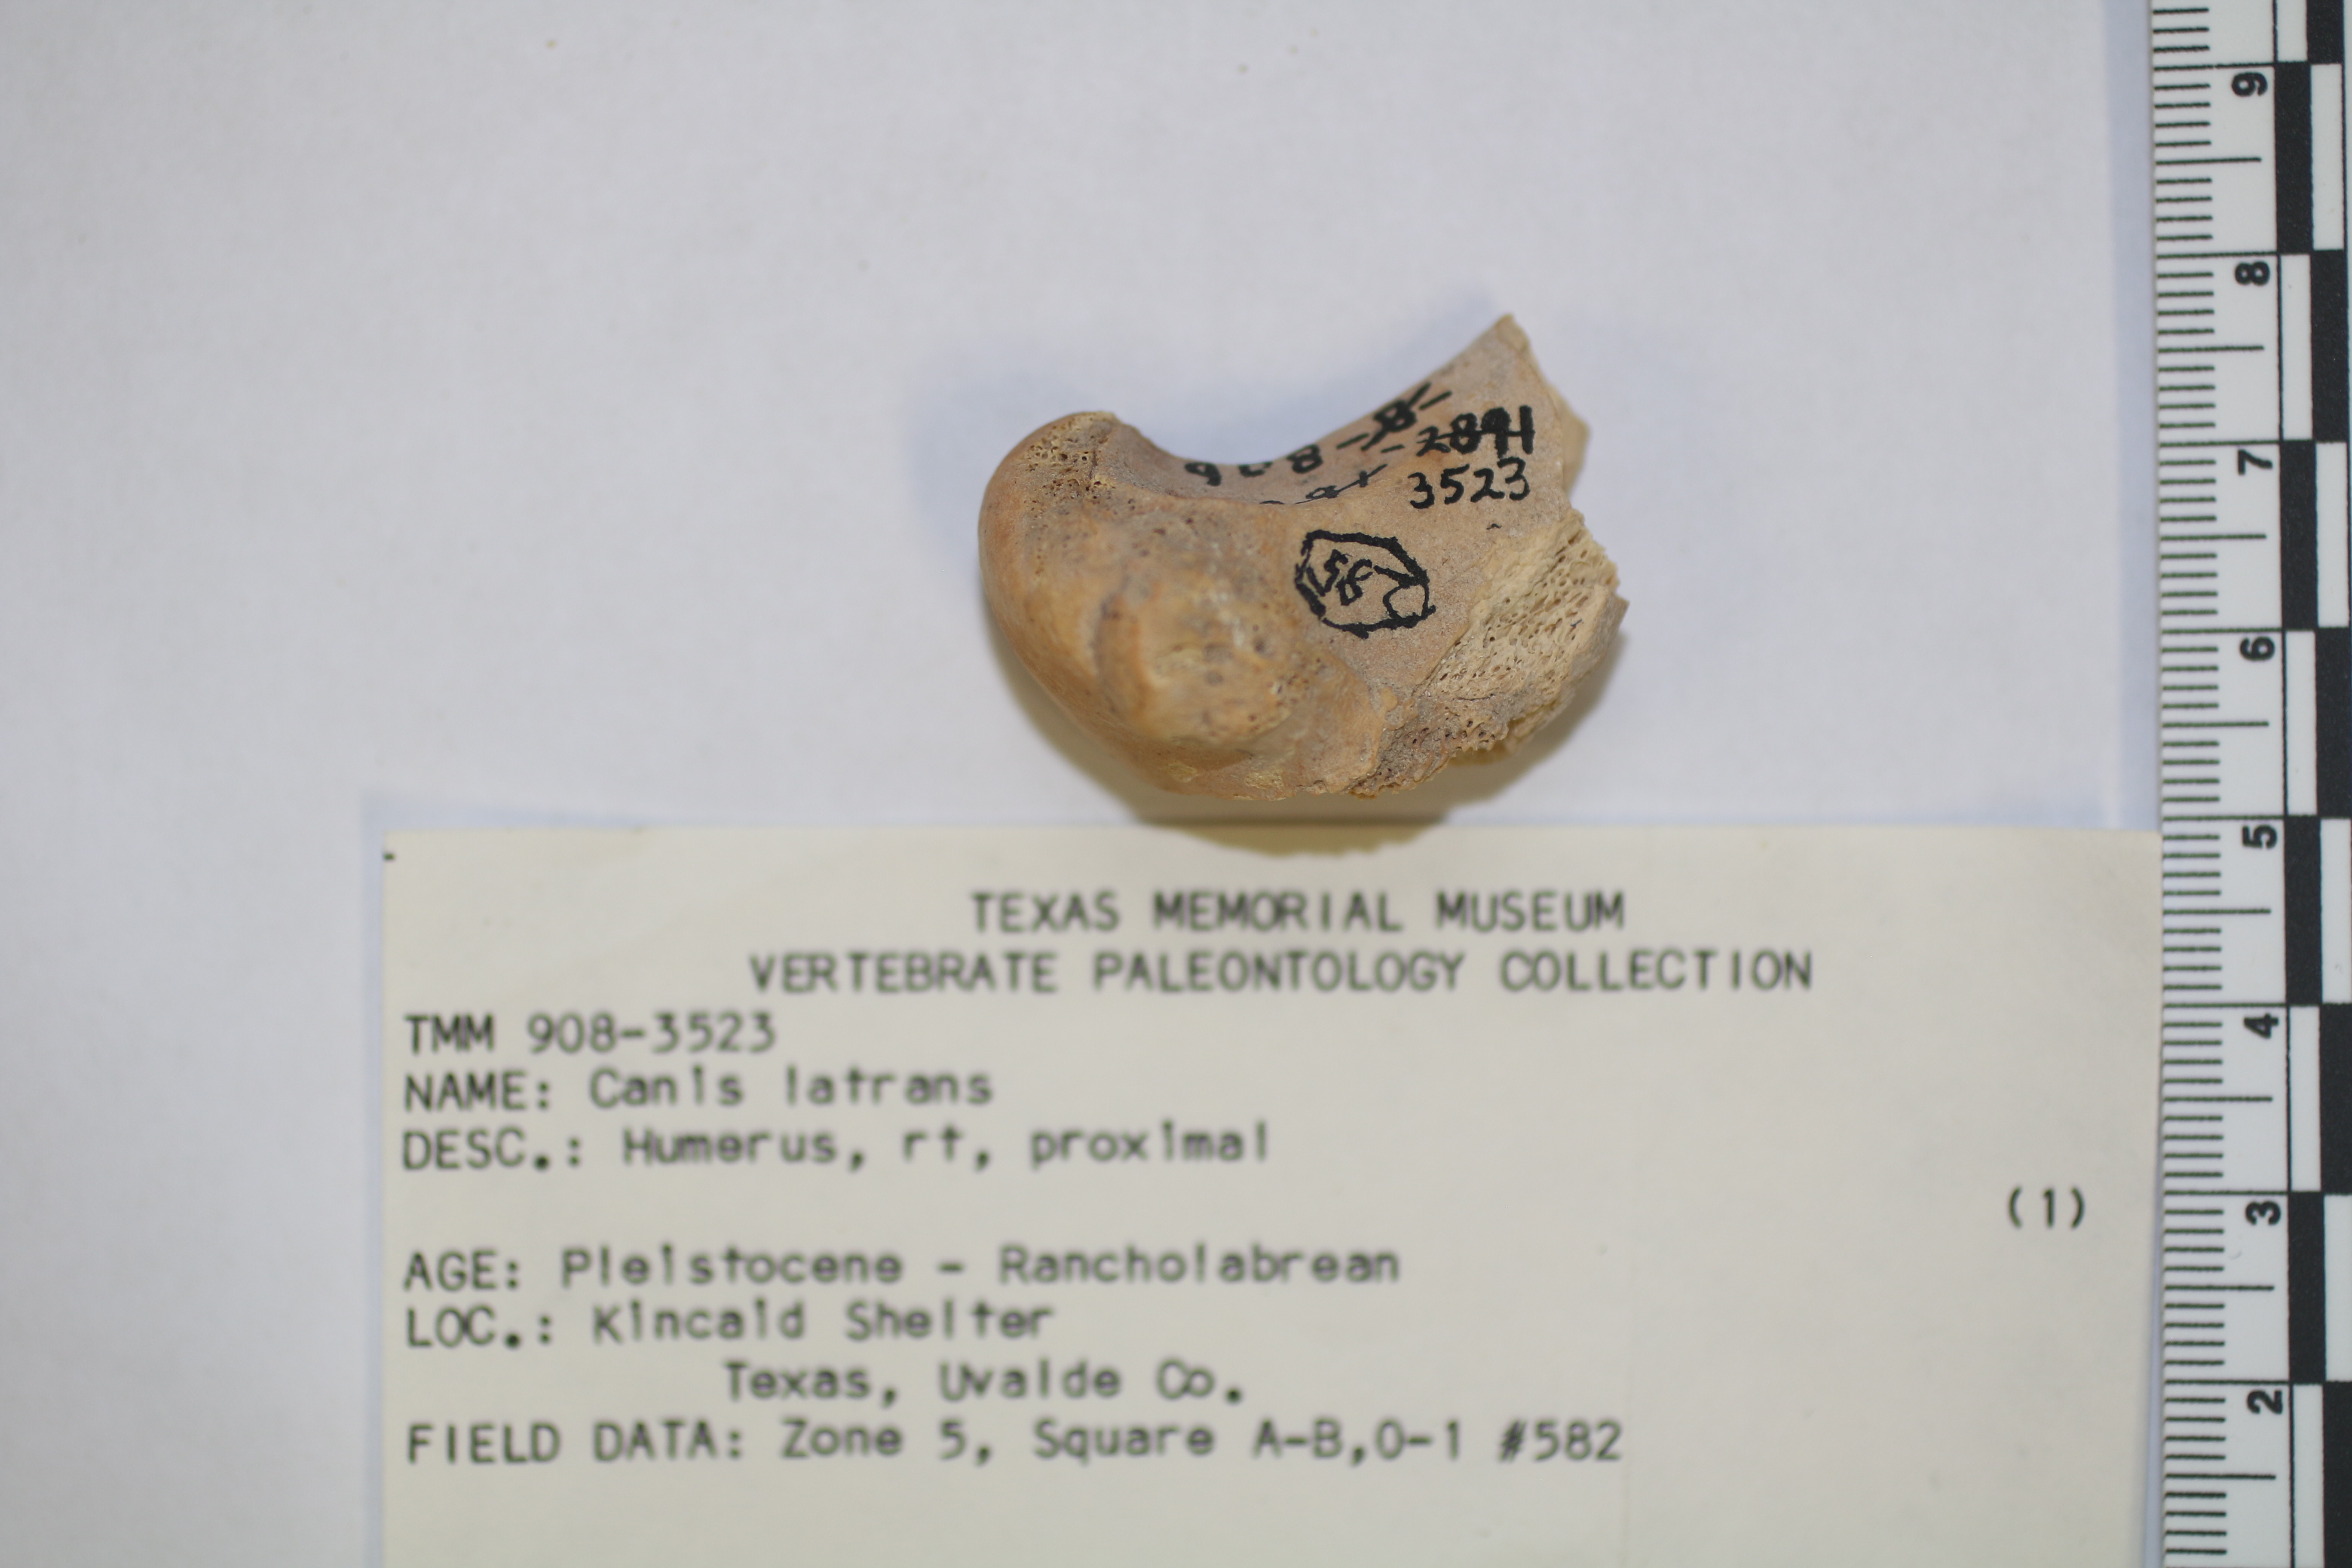 9
8
7
6
5
4
3
2
908-B-
2891
3523
582
TEXAS MEMORIAL MUSEUM
VERTEBRATE PALEONTOLOGY COLLECTION
TMM 908-3523
NAME: Canis latrans
DESC.: Humerus, rt, proximal
(1)
AGE: Pleistocene - Rancholabrean
LOC.: Kincaid Shelter
Texas, Uvalde Co.
FIELD DATA: Zone 5, Square A-B,0-1 #582